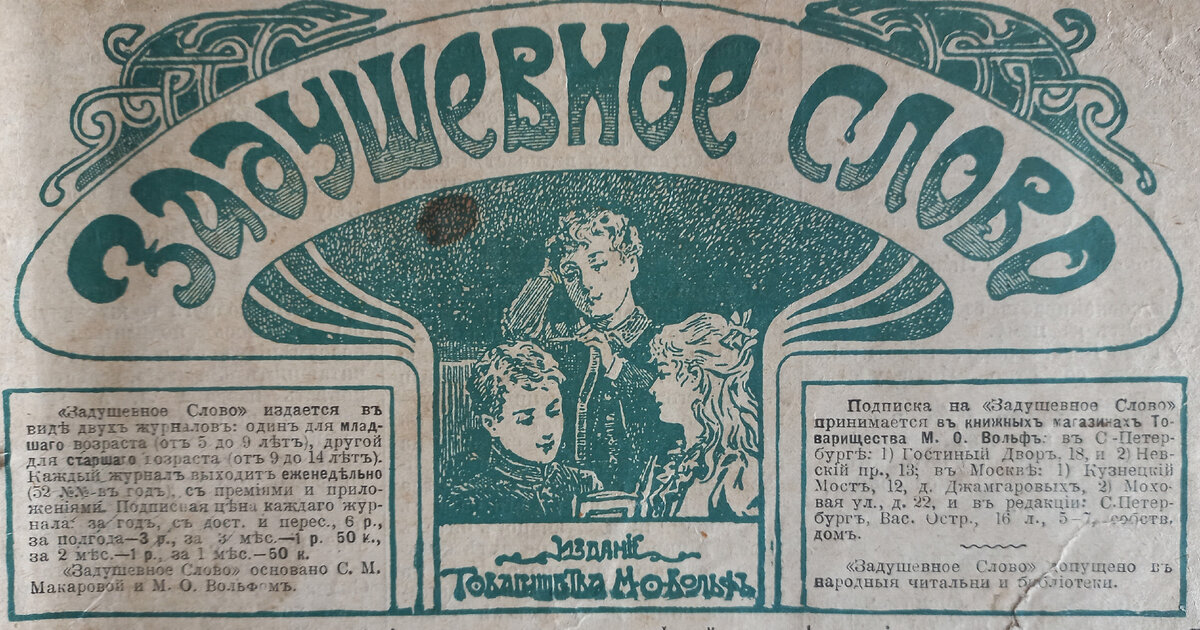 ЗАДУШЕВНОЕ СЛОВО
«Задушевное Слово» издается въ
видѣ двухъ журналовъ: одинъ для млад-
шаго возраста (отъ 5 до 9 лѣтъ), другой
для старшаго возраста (отъ 9 до 14 лѣтъ).
Каждый журналъ выходитъ еженедѣльно
(52 №№ въ годъ), съ преміями и прило-
женіями. Подписная цѣна каждаго жур-
нала: за годъ, съ дост. и перес., 6 р.,
за полгода—3 р., за 3 мѣс.—1 р. 50 к.,
за 2 мѣс.—1 р., за 1 мѣс.—50 к.
«Задушевное Слово» основано С. М.
Макаровой и М. О. Вольфомъ.
ИЗДАНІЕ
ТОВАРИЩЕСТВА М·О·ВОЛЬФЪ
Подписка на «Задушевное Слово»
принимается въ книжныхъ магазинахъ То-
варищества М. О. Вольфъ: въ С.-Петер-
бургѣ: 1) Гостиный Дворъ, 18, и 2) Нев-
скій пр., 13; въ Москвѣ: 1) Кузнецкій
Мостъ, 12, д. Джамгаровыхъ, 2) Мохо-
вая ул., д. 22, и въ редакціи: С.Петер-
бургъ, Вас. Остр., 16 л., 5—7, собств.
домъ.
«Задушевное Слово» допущено въ
народныя читальни и библіотеки.